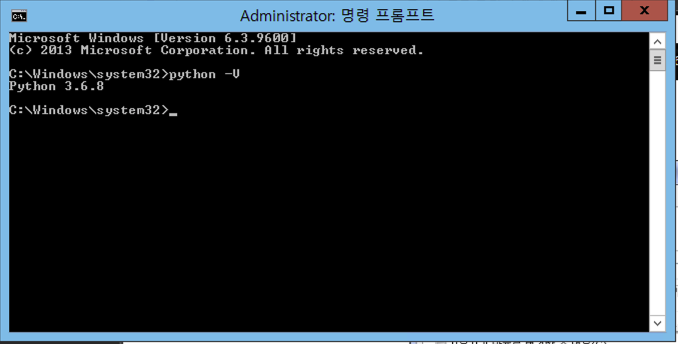 Administrator: 명령 프롬프트
Microsoft Windows [Version 6.3.9600]
(c) 2013 Microsoft Corporation. All rights reserved.
C:\Windows\system32>python -V
Python 3.6.8
C:\Windows\system32>_